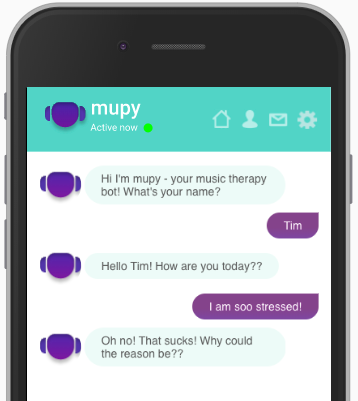 mupy
Active now
Hi I'm mupy - your music therapy
bot! What's your name?
Tim
Hello Tim! How are you today??
I am soo stressed!
Oh no! That sucks! Why could
the reason be??